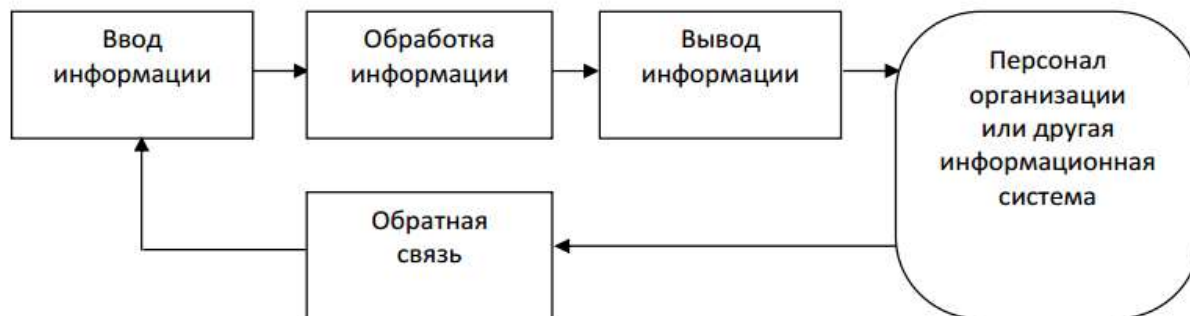 Ввод
информации
Обработка
информации
Вывод
информации
Персонал
организации
или другая
информационная
система
Обратная
связь